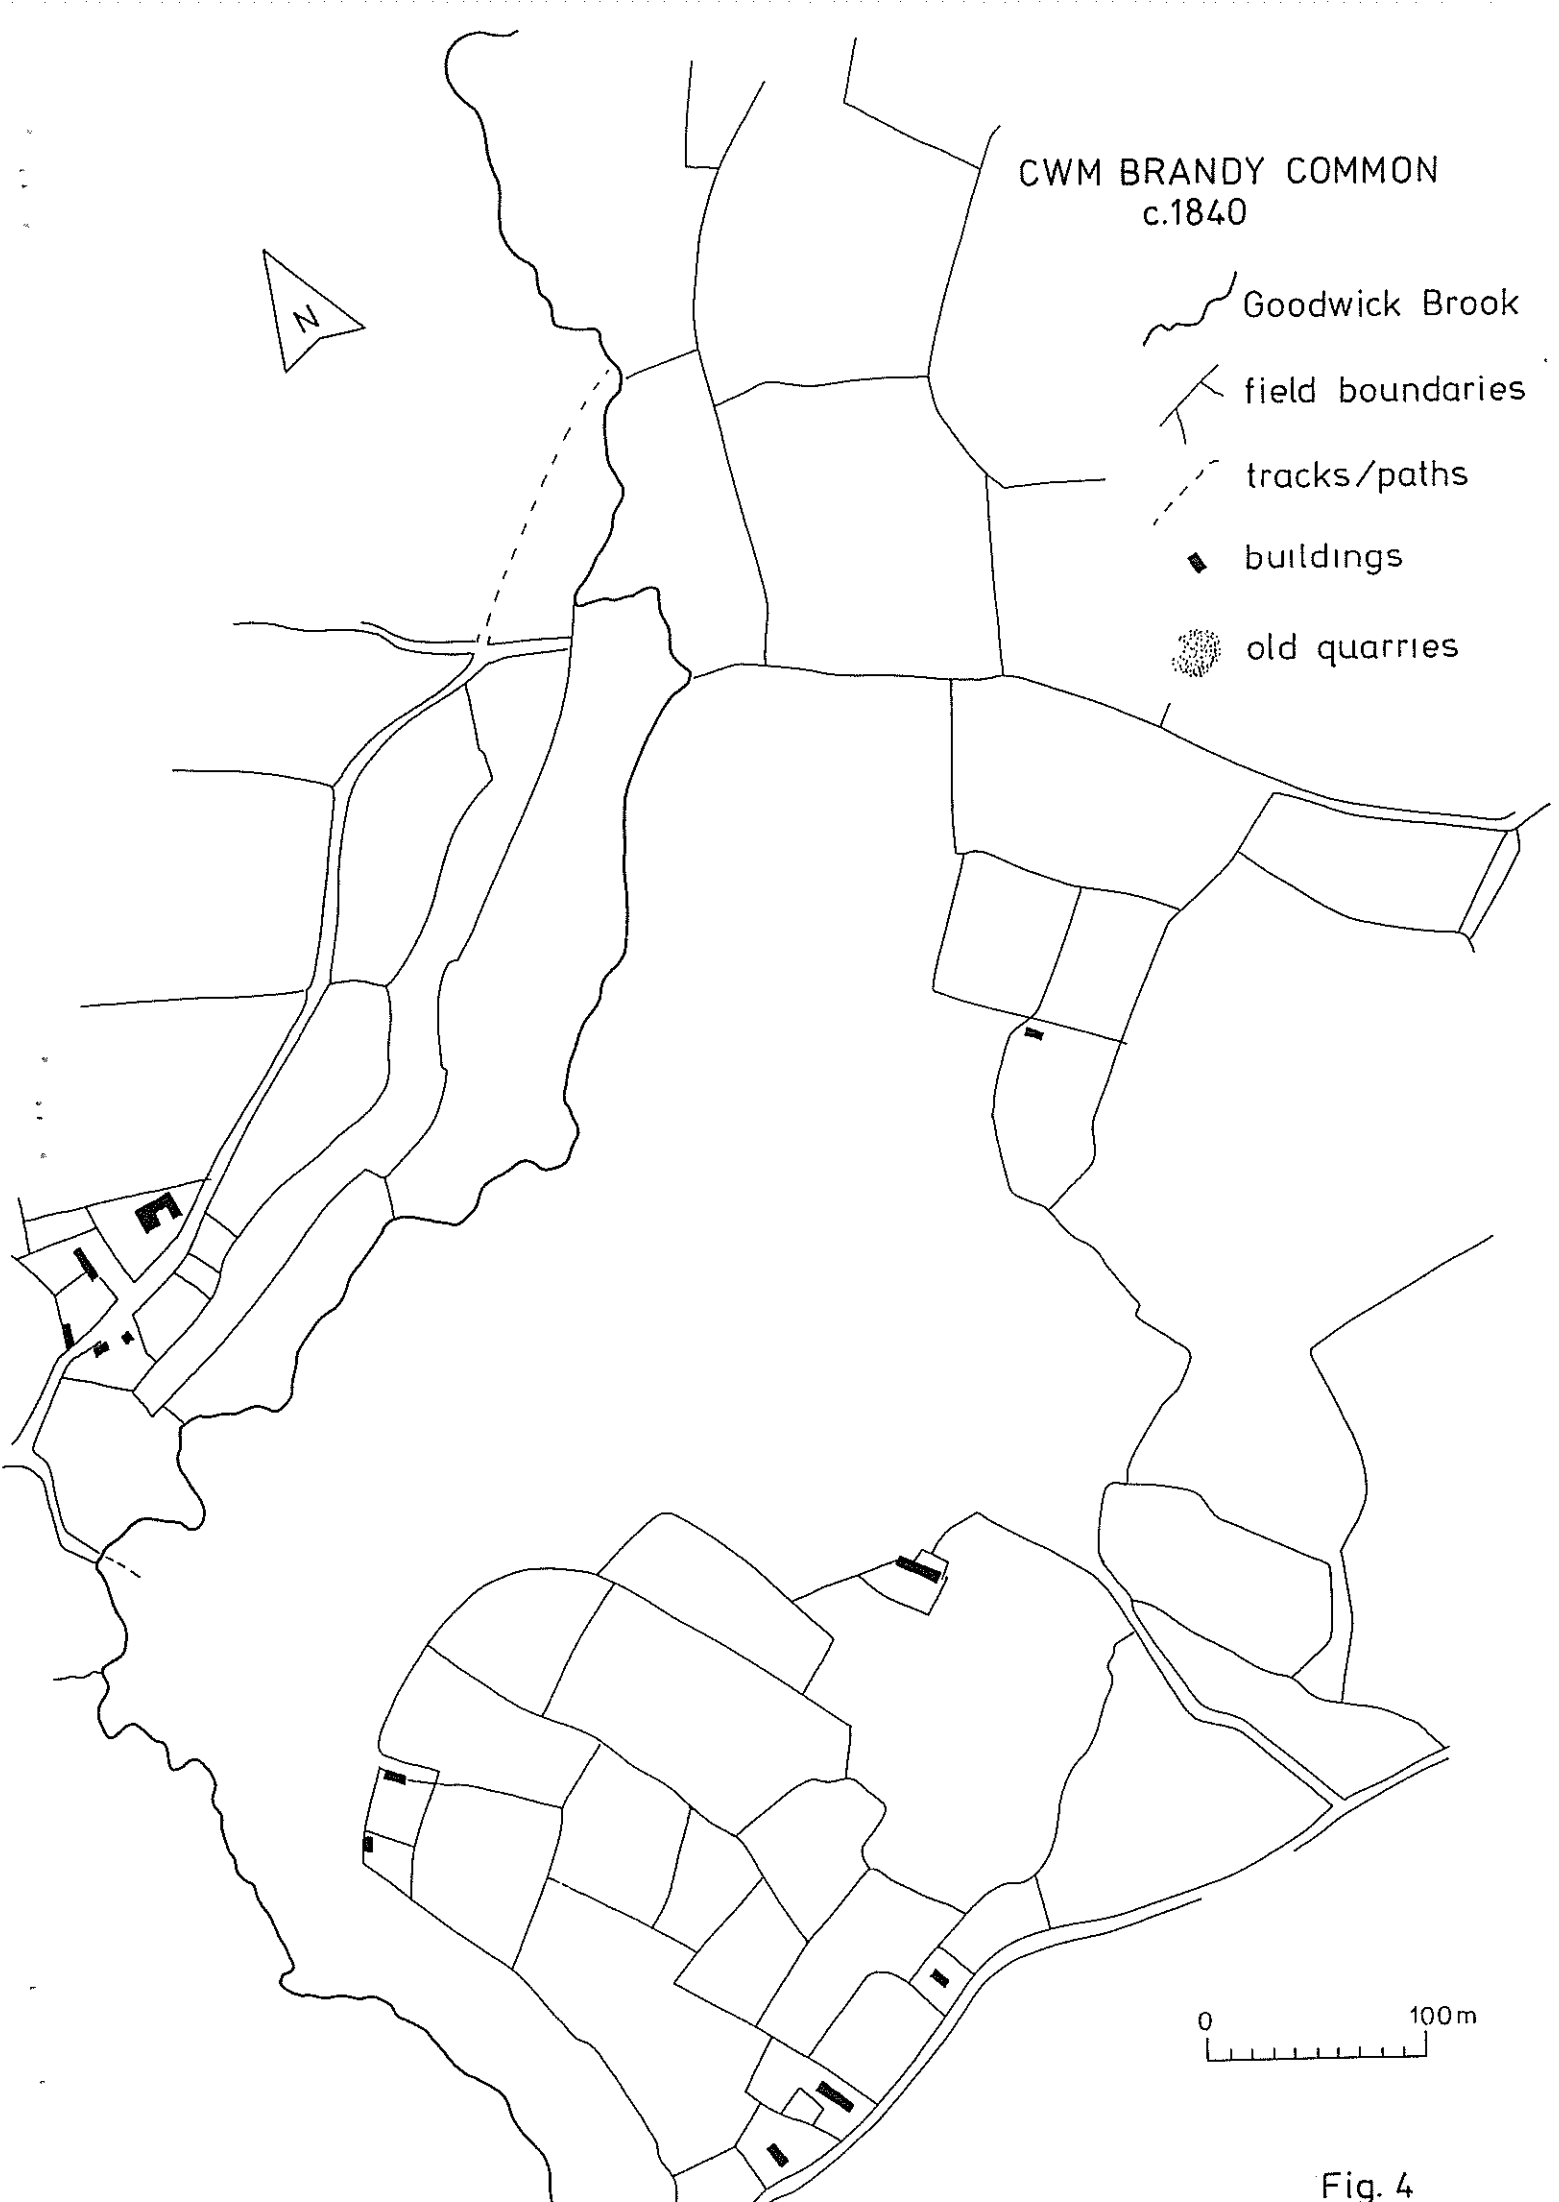 CWM BRANDY COMMON
c.1840
N
Goodwick Brook
field boundaries
tracks/paths
buildings
old quarries
0 100m
Fig. 4